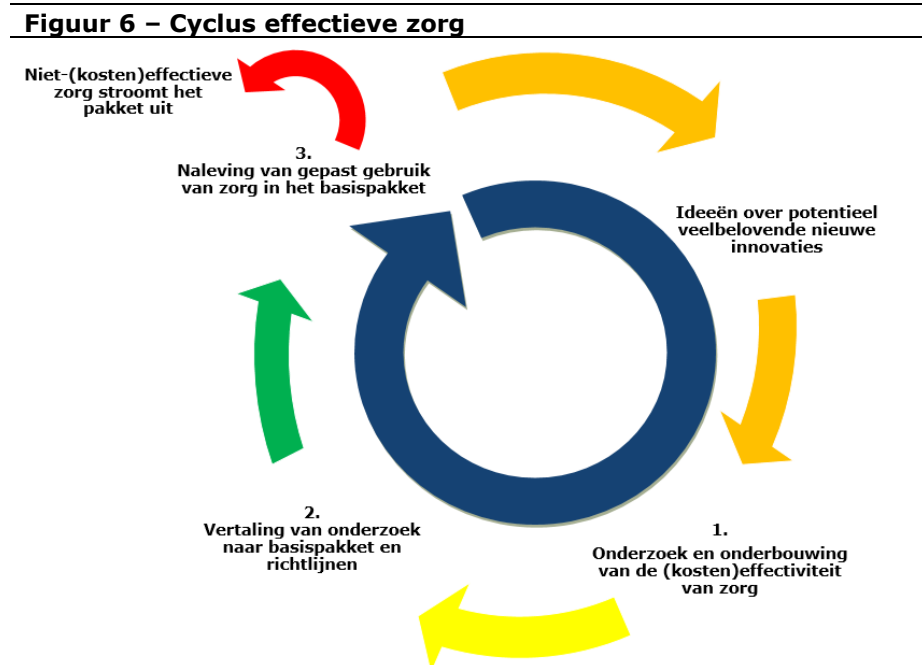 Figuur 6 – Cyclus effectieve zorg
Niet-(kosten)effectieve
zorg stroomt het
pakket uit
3.
Naleving van gepast gebruik
van zorg in het basispakket
Ideeën over potentieel
veelbelovende nieuwe
innovaties
2.
Vertaling van onderzoek
naar basispakket en
richtlijnen
1.
Onderzoek en onderbouwing
van de (kosten)effectiviteit
van zorg